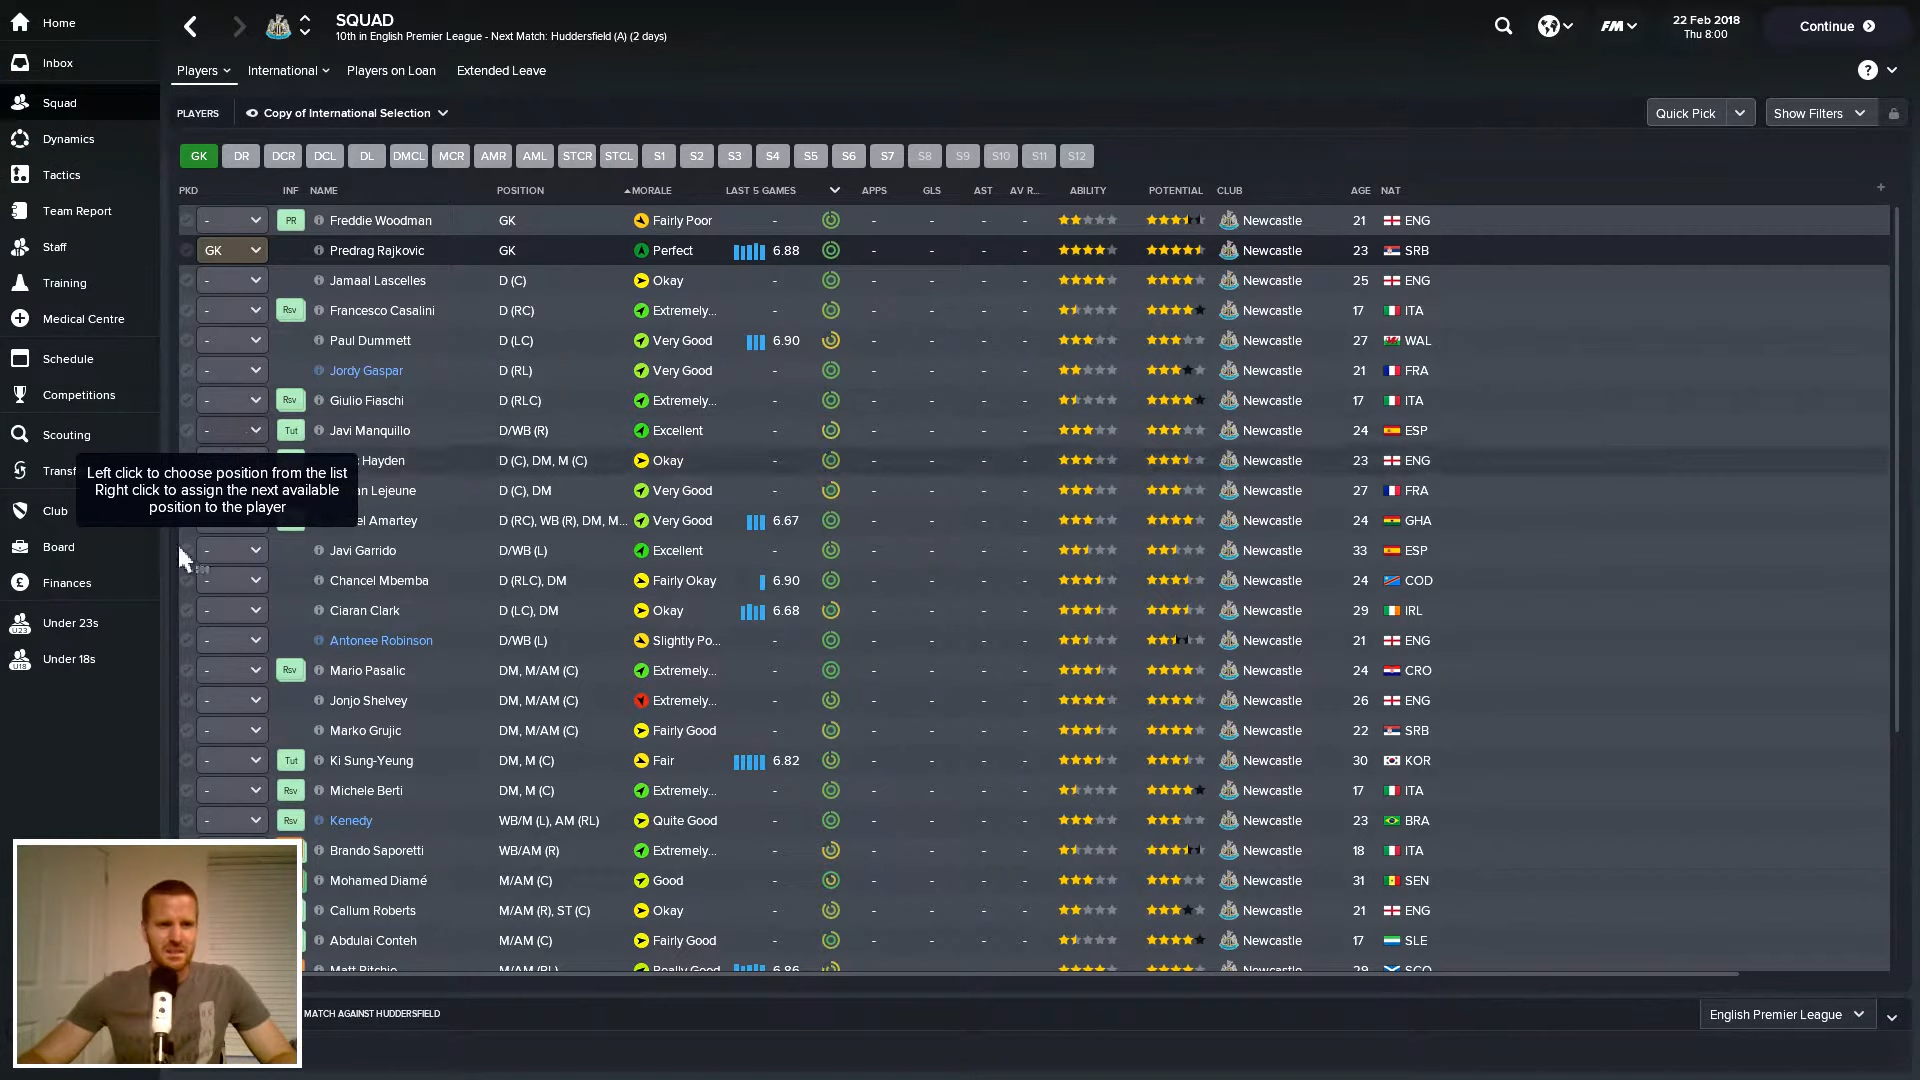 Home
Inbox
Squad
Dynamics
Tactics
Team Report
Staff
Training
Medical Centre
Schedule
Competitions
Scouting
Transf
Club
Board
Finances
Under 23s
Under 18s
SQUAD
10th in English Premier League - Next Match: Huddersfield (A) (2 days)
FM
22 Feb 2018
Thu 8:00
Continue
Players International Players on Loan Extended Leave
PLAYERS Copy of International Selection Quick Pick Show Filters
GK DR DCR DCL DL DMCL MCR AMR AML STCR STCL S1 S2 S3 S4 S5 S6 S7 S8 S9 S10 S11 S12
PKD INF NAME POSITION MORALE LAST 5 GAMES APPS GLS AST AV R... ABILITY POTENTIAL CLUB AGE NAT
- PR Freddie Woodman GK Fairly Poor - - - - - Newcastle 21 ENG
GK Predrag Rajkovic GK Perfect 6.88 - - - - Newcastle 23 SRB
- Jamaal Lascelles D (C) Okay - - - - - Newcastle 25 ENG
- Rsv Francesco Casalini D (RC) Extremely... - - - - - Newcastle 17 ITA
- Paul Dummett D (LC) Very Good 6.90 - - - - Newcastle 27 WAL
- Jordy Gaspar D (RL) Very Good - - - - - Newcastle 21 FRA
- Rsv Giulio Fiaschi D (RLC) Extremely... - - - - - Newcastle 17 ITA
- Tut Javi Manquillo D/WB (R) Excellent - - - - - Newcastle 24 ESP
Hayden D (C), DM, M (C) Okay - - - - - Newcastle 23 ENG
an Lejeune D (C), DM Very Good - - - - - Newcastle 27 FRA
el Amartey D (RC), WB (R), DM, M... Very Good 6.67 - - - - Newcastle 24 GHA
- Javi Garrido D/WB (L) Excellent - - - - - Newcastle 33 ESP
- Chancel Mbemba D (RLC), DM Fairly Okay 6.90 - - - - Newcastle 24 COD
- Ciaran Clark D (LC), DM Okay 6.68 - - - - Newcastle 29 IRL
- Antonee Robinson D/WB (L) Slightly Po... - - - - - Newcastle 21 ENG
- Rsv Mario Pasalic DM, M/AM (C) Extremely... - - - - - Newcastle 24 CRO
- Jonjo Shelvey DM, M/AM (C) Extremely... - - - - - Newcastle 26 ENG
- Marko Grujic DM, M/AM (C) Fairly Good - - - - - Newcastle 22 SRB
- Tut Ki Sung-Yeung DM, M (C) Fair 6.82 - - - - Newcastle 30 KOR
- Rsv Michele Berti DM, M (C) Extremely... - - - - - Newcastle 17 ITA
- Rsv Kenedy WB/M (L), AM (RL) Quite Good - - - - - Newcastle 23 BRA
Brando Saporetti WB/AM (R) Extremely... - - - - - Newcastle 18 ITA
Mohamed Diamé M/AM (C) Good - - - - - Newcastle 31 SEN
Callum Roberts M/AM (R), ST (C) Okay - - - - - Newcastle 21 ENG
Abdulai Conteh M/AM (C) Fairly Good - - - - - Newcastle 17 SLE
Matt Ritchie M/AM (RL) Really Good 6.86 - - - - Newcastle 29 SCO
Left click to choose position from the list
Right click to assign the next available
position to the player
MATCH AGAINST HUDDERSFIELD
English Premier League